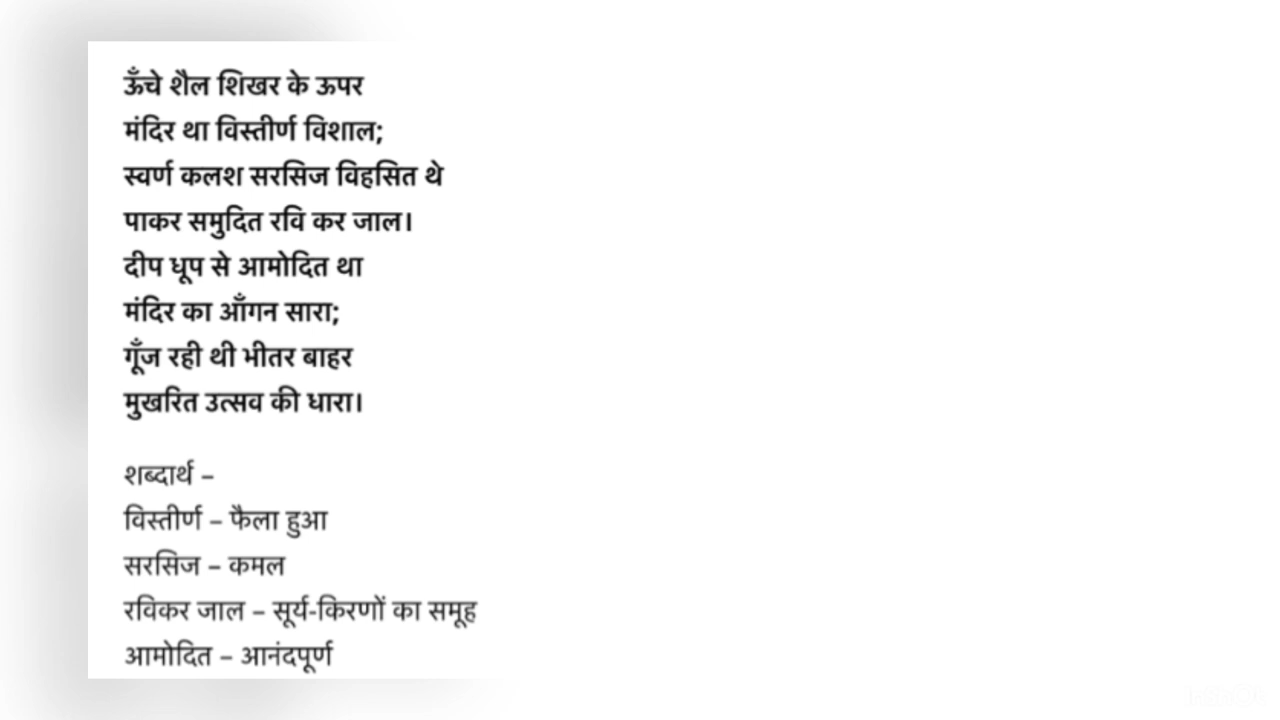 ऊँचे शैल शिखर के ऊपर
मंदिर था विस्तीर्ण विशाल;
स्वर्ण कलश सरसिज विहसित थे
पाकर समुदित रवि कर जाल।
दीप धूप से आमोदित था
मंदिर का आँगन सारा;
गूँज रही थी भीतर बाहर
मुखरित उत्सव की धारा।
शब्दार्थ –
विस्तीर्ण – फैला हुआ
सरसिज – कमल
रविकर जाल – सूर्य-किरणों का समूह
आमोदित – आनंदपूर्ण